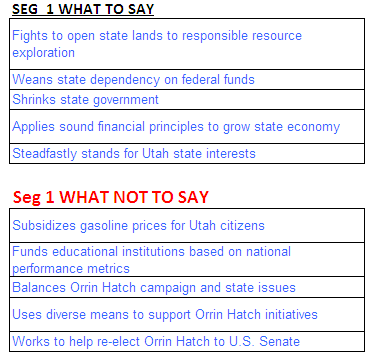 SEG 1 WHAT TO SAY
Fights to open state lands to responsible resource
exploration
Weans state dependency on federal funds
Shrinks state government
Applies sound financial principles to grow state economy
Steadfastly stands for Utah state interests
Seg 1 WHAT NOT TO SAY
Subsidizes gasoline prices for Utah citizens
Funds educational institutions based on national
performance metrics
Balances Orrin Hatch campaign and state issues
Uses diverse means to support Orrin Hatch initiatives
Works to help re-elect Orrin Hatch to U.S. Senate